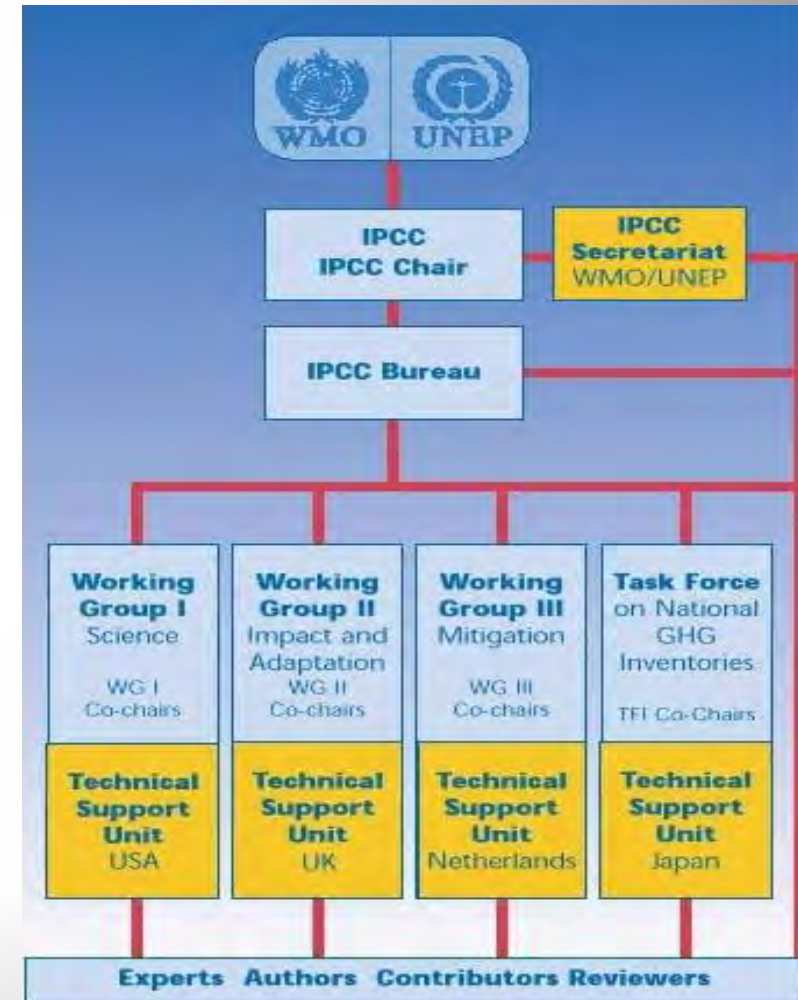 WMO UNEP
IPCC
IPCC Chair
IPCC
Secretariat
WMO/UNEP
IPCC Bureau
Working
Group I
Science
WG I
Co-chairs
Working
Group II
Impact and
Adaptation
WG II
Co-chairs
Working
Group III
Mitigation
WG III
Co-chairs
Task Force
on National
GHG
Inventories
TFI Co-Chairs
Technical
Support
Unit
USA
Technical
Support
Unit
UK
Technical
Support
Unit
Netherlands
Technical
Support
Unit
Japan
Experts Authors Contributors Reviewers